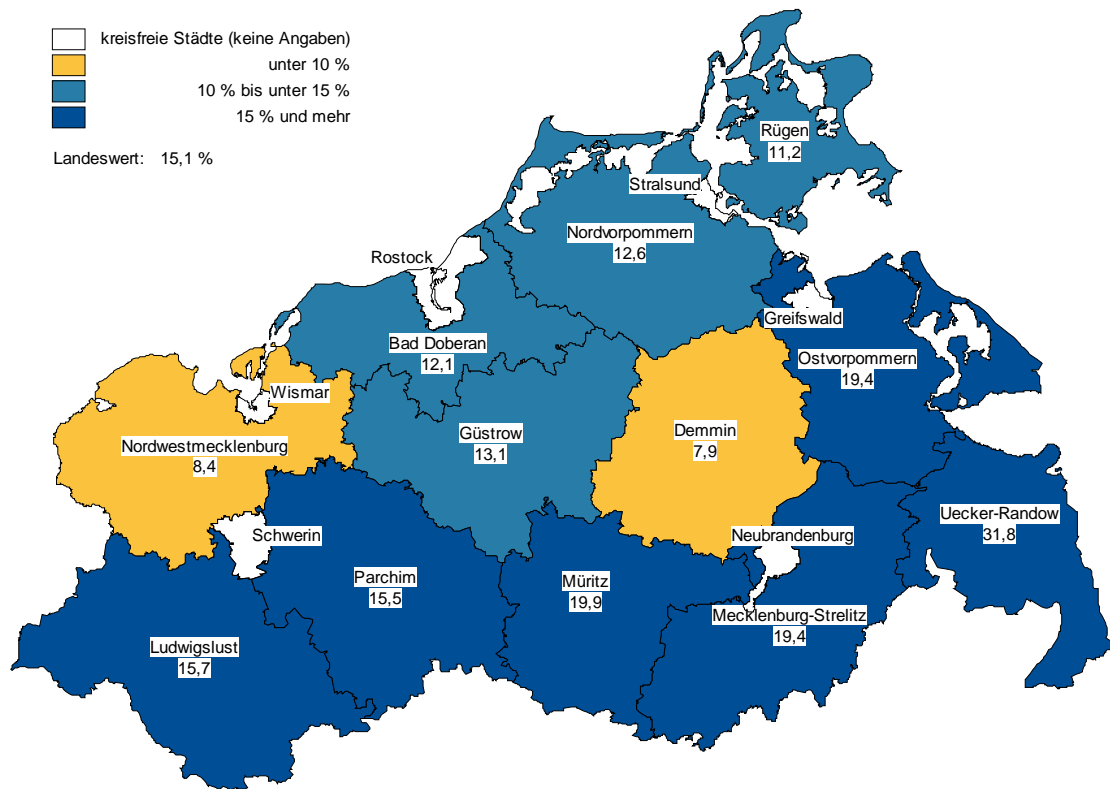 kreisfreie Städte (keine Angaben)
unter 10 %
10 % bis unter 15 %
15 % und mehr
Landeswert: 15,1 %
Rügen
11,2
Stralsund
Nordvorpommern
12,6
Rostock
Greifswald
Bad Doberan
12,1
Ostvorpommern
19,4
Wismar
Nordwestmecklenburg
8,4
Güstrow
13,1
Demmin
7,9
Uecker-Randow
31,8
Schwerin
Neubrandenburg
Parchim
15,5
Müritz
19,9
Mecklenburg-Strelitz
19,4
Ludwigslust
15,7